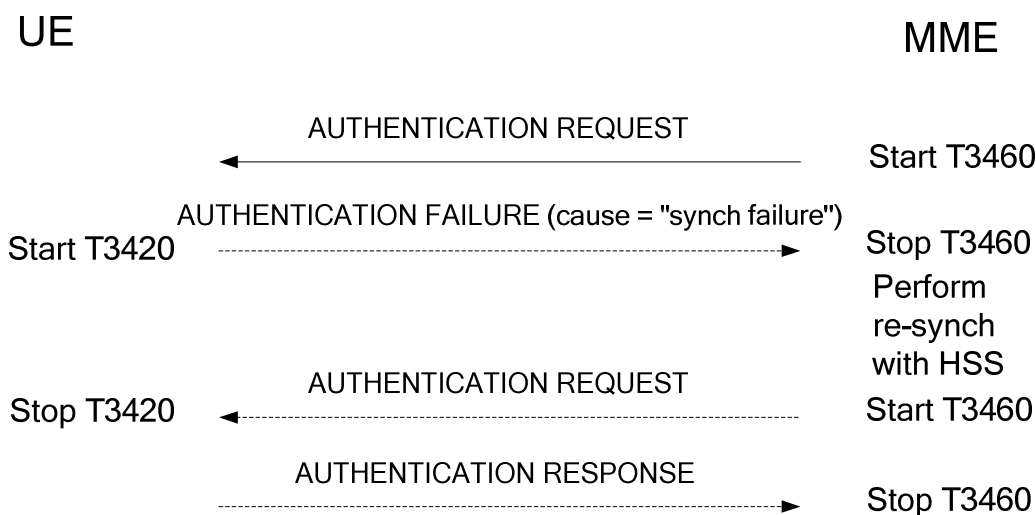 UE
MME
AUTHENTICATION REQUEST
Start T3460
AUTHENTICATION FAILURE (cause = "synch failure")
Start T3420
Stop T3460
Perform
re-synch
with HSS
AUTHENTICATION REQUEST
Stop T3420
Start T3460
AUTHENTICATION RESPONSE
Stop T3460